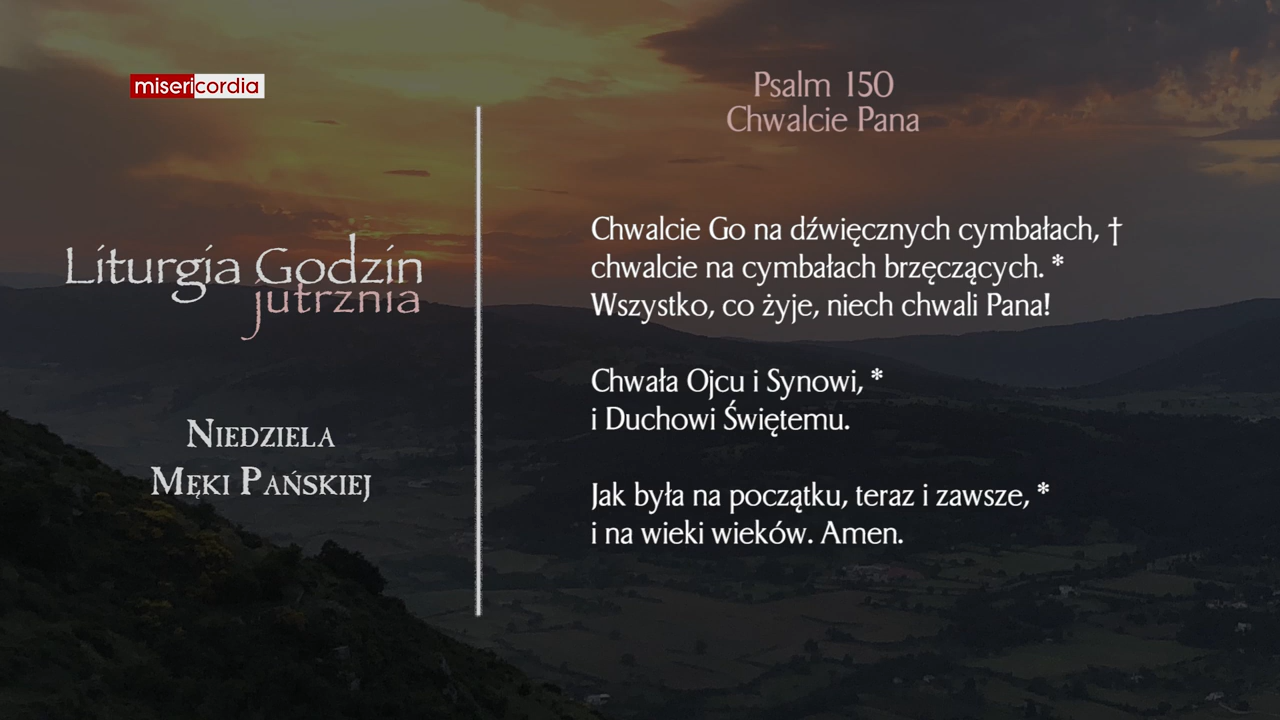 misericordia
Liturgia Godzin
jutrznia
Niedziela
Męki Pańskiej
Psalm 150
Chwalcie Pana
Chwalcie Go na dźwięcznych cymbałach, †
chwalcie na cymbałach brzęczących. *
Wszystko, co żyje, niech chwali Pana!
Chwała Ojcu i Synowi, *
i Duchowi Świętemu.
Jak była na początku, teraz i zawsze, *
i na wieki wieków. Amen.